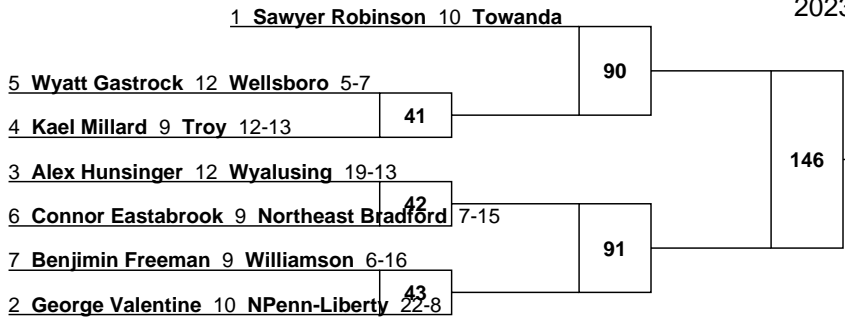 2023
1 Sawyer Robinson 10 Towanda
90
5 Wyatt Gastrock 12 Wellsboro 5-7
41
4 Kael Millard 9 Troy 12-13
146
3 Alex Hunsinger 12 Wyalusing 19-13
42
6 Connor Eastabrook 9 Northeast Bradford 7-15
91
7 Benjimin Freeman 9 Williamson 6-16
43
2 George Valentine 10 NPenn-Liberty 22-8